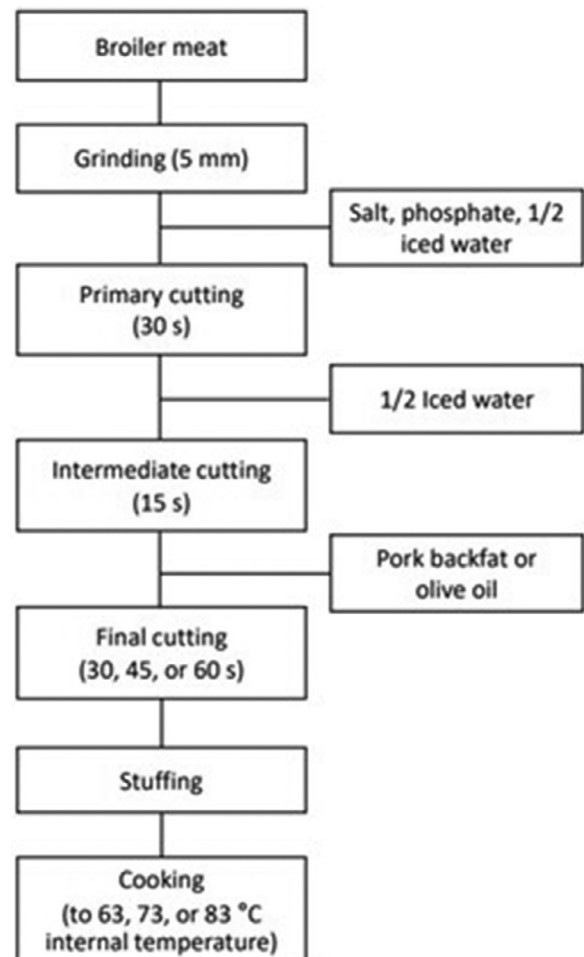 Broiler meat
Grinding (5 mm)
Salt, phosphate, 1/2
iced water
Primary cutting
(30 s)
1/2 Iced water
Intermediate cutting
(15 s)
Pork backfat or
olive oil
Final cutting
(30, 45, or 60 s)
Stuffing
Cooking
(to 63, 73, or 83 °C
internal temperature)